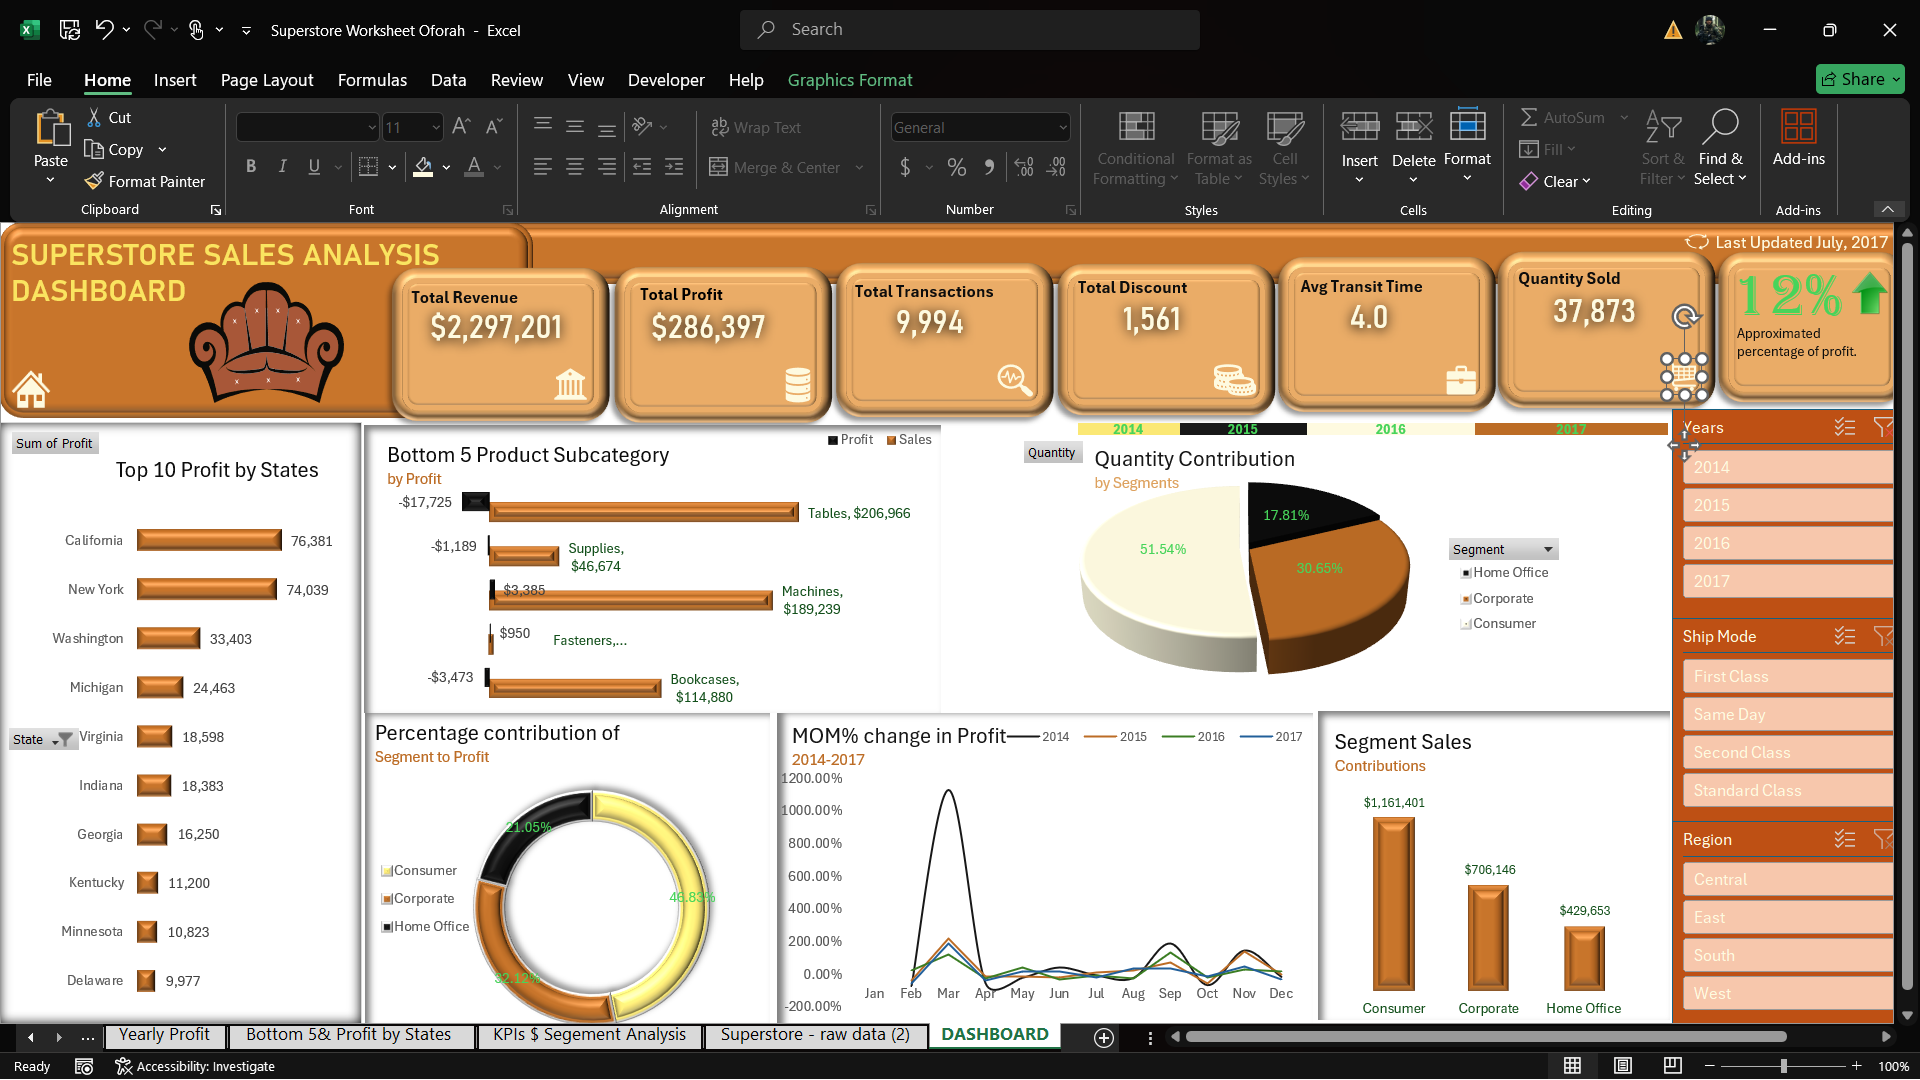 Superstore Worksheet Oforah - Excel
Search
File Home Insert Page Layout Formulas Data Review View Developer Help Graphics Format
Share
Paste
Cut
Copy
Format Painter
Clipboard
11
B I U
A
Font
Wrap Text
Merge & Center
Alignment
General
$ % ,
Number
Conditional Formatting
Format as Table
Cell Styles
Styles
Insert Delete Format
Cells
AutoSum
Fill
Clear
Sort & Filter
Find & Select
Editing
Add-ins
Add-ins
SUPERSTORE SALES ANALYSIS
DASHBOARD
Last Updated July, 2017
Total Revenue
$2,297,201
Total Profit
$286,397
Total Transactions
9,994
Total Discount
1,561
Avg Transit Time
4.0
Quantity Sold
37,873
12%
Approximated
percentage of profit.
Sum of Profit
Top 10 Profit by States
California 76,381
New York 74,039
Washington 33,403
Michigan 24,463
State
Virginia 18,598
Indiana 18,383
Georgia 16,250
Kentucky 11,200
Minnesota 10,823
Delaware 9,977
Profit Sales
Bottom 5 Product Subcategory
by Profit
-$17,725
Tables, $206,966
-$1,189
Supplies,
$46,674
$3,385
Machines,
$189,239
$950
Fasteners,...
-$3,473
Bookcases,
$114,880
2014 2015 2016 2017
Quantity
Quantity Contribution
by Segments
17.81%
51.54%
30.65%
Segment
Home Office
Corporate
Consumer
Percentage contribution of
Segment to Profit
21.05%
46.83%
32.12%
Consumer
Corporate
Home Office
MOM% change in Profit
2014 2015 2016 2017
2014-2017
1200.00%
1000.00%
800.00%
600.00%
400.00%
200.00%
0.00%
-200.00%
Jan Feb Mar Apr May Jun Jul Aug Sep Oct Nov Dec
Segment Sales
Contributions
$1,161,401
$706,146
$429,653
Consumer Corporate Home Office
Years
2014
2015
2016
2017
Ship Mode
First Class
Same Day
Second Class
Standard Class
Region
Central
East
South
West
... Yearly Profit Bottom 5& Profit by States KPIs $ Segement Analysis Superstore - raw data (2) DASHBOARD
Ready Accessibility: Investigate 100%